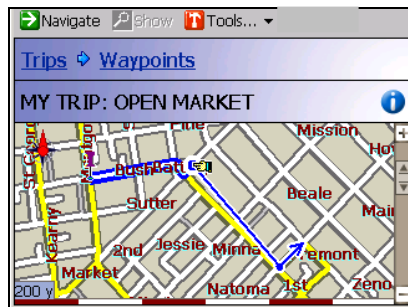 Navigate Show Tools...
Trips Waypoints
MY TRIP: OPEN MARKET
Pine Mission
Bush Batt
Sutter Beale
Kearny
2nd Jessie Minna
Market
Natoma 1st
200 y